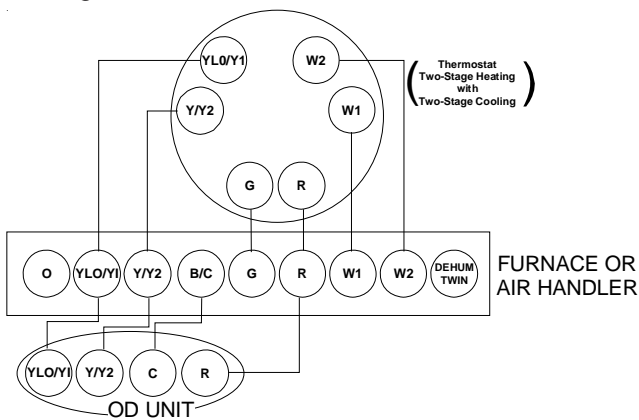 YL0/Y1
W2
Thermostat
Two-Stage Heating
with
Two-Stage Cooling
Y/Y2
W1
G
R
O
YLO/YI
Y/Y2
B/C
G
R
W1
W2
DEHUM
TWIN
FURNACE OR
AIR HANDLER
YLO/YI
Y/Y2
C
R
OD UNIT